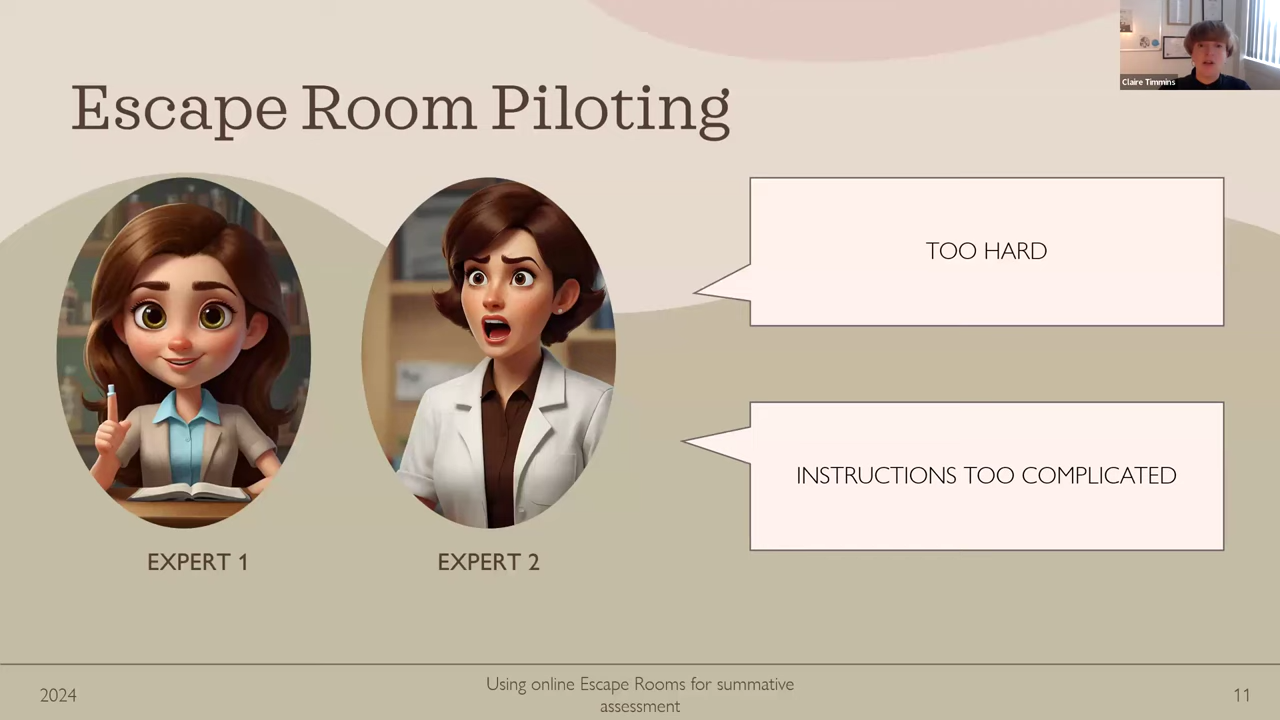 Escape Room Piloting
Claire Timmins
TOO HARD
INSTRUCTIONS TOO COMPLICATED
EXPERT 1
EXPERT 2
2024
Using online Escape Rooms for summative
assessment
11